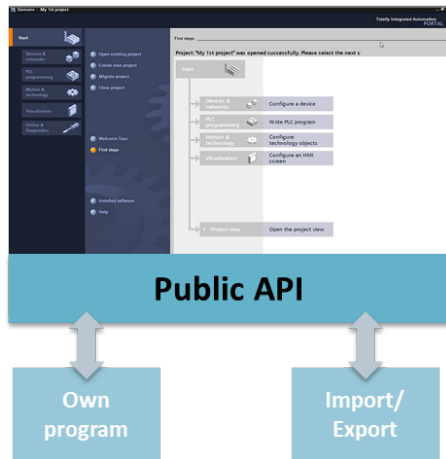 Siemens - My 1st project
Totally Integrated Automation
PORTAL
Start
Devices &
networks
PLC
programming
Motion &
technology
Visualization
Online &
Diagnostics
Open existing project
Create new project
Migrate project
Close project
Welcome Tour
First steps
Installed software
Help
First steps
Project: "My 1st project" was opened successfully. Please select the next s
Start
Devices &
networks
Configure a device
PLC
programming
Write PLC program
Motion &
technology
Configure
technology objects
Visualization
Configure an HMI
screen
Project view
Open the project view
Public API
Own
program
Import/
Export